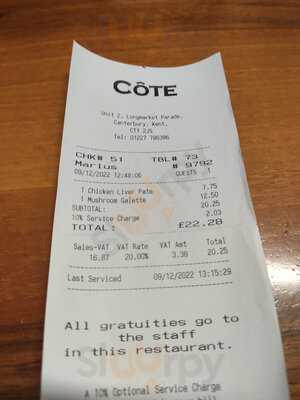 CÔTE
Unit 2, Longmarket Parade,
Canterbury, Kent,
CT1 2JS
Tel: 01227 786386
CHK# 51 TBL# 73
Marius # 9792
09/12/2022 12:48:06 GUESTS 1
1 Chicken Liver Pate 7.75
1 Mushroom Galette 12.50
SUBTOTAL: 20.25
10% Service Charge 2.03
TOTAL: £22.28
Sales-VAT VAT Rate VAT Amt Total
16.87 20.00% 3.38 20.25
Last Serviced 09/12/2022 13:15:29
All gratuities go to
the staff
in this restaurant.
A 10% Optional Service Charge